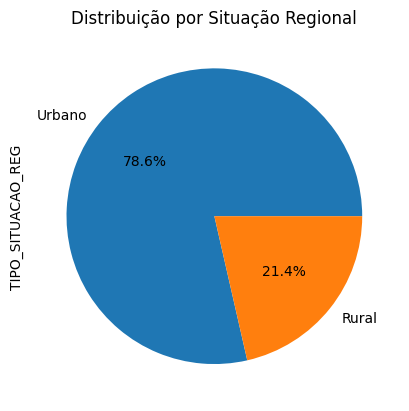 Distribuição por Situação Regional
Urbano
78.6%
TIPO_SITUACAO_REG
21.4%
Rural